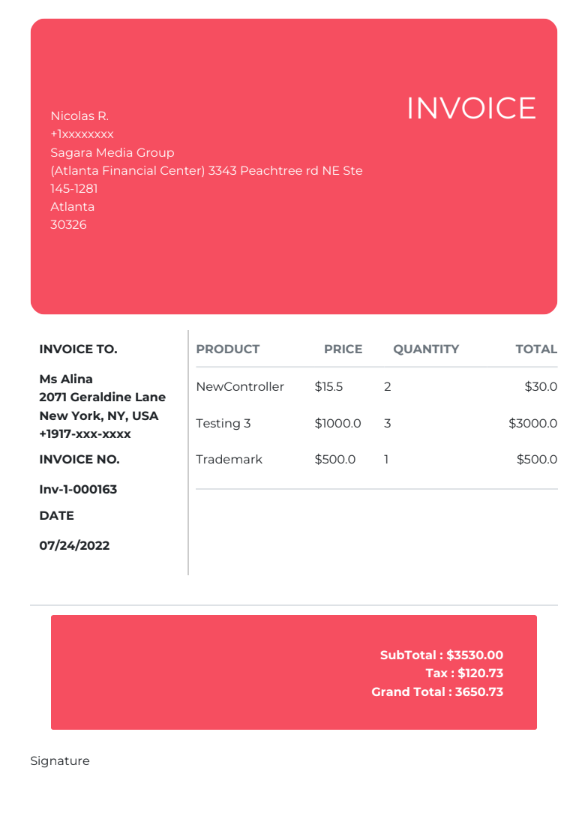 INVOICE
Nicolas R.
+1xxxxxxxx
Sagara Media Group
(Atlanta Financial Center) 3343 Peachtree rd NE Ste
145-1281
Atlanta
30326
INVOICE TO.
Ms Alina
2071 Geraldine Lane
New York, NY, USA
+1917-xxx-xxxx
INVOICE NO.
Inv-1-000163
DATE
07/24/2022
PRODUCT PRICE QUANTITY TOTAL
NewController $15.5 2 $30.0
Testing 3 $1000.0 3 $3000.0
Trademark $500.0 1 $500.0
SubTotal : $3530.00
Tax : $120.73
Grand Total : 3650.73
Signature